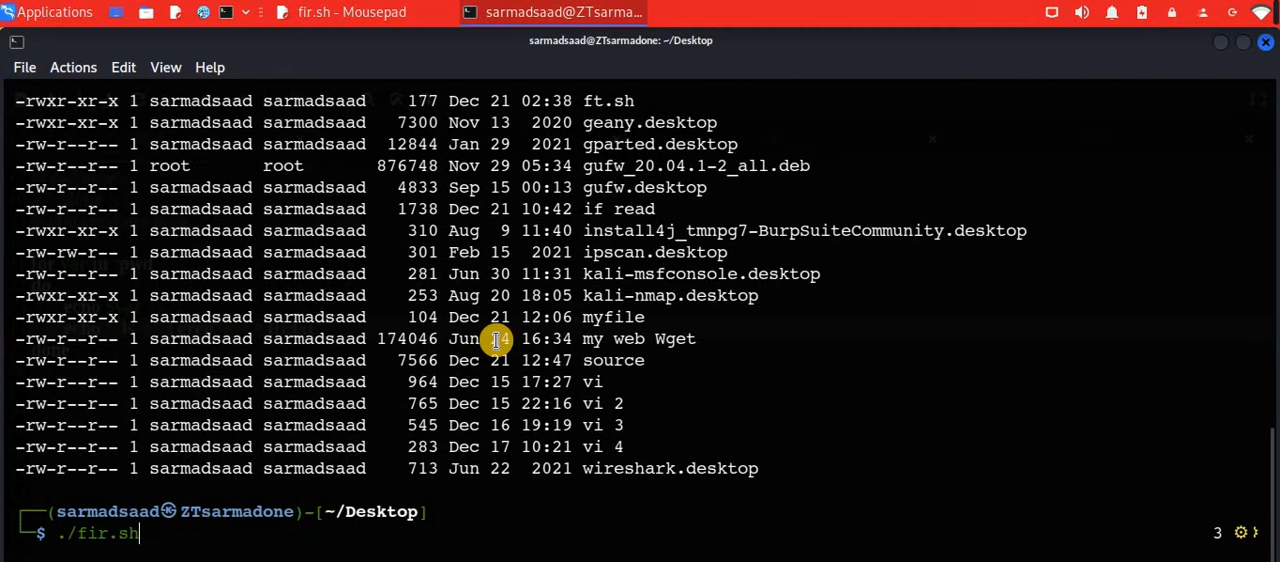 Applications fir.sh - Mousepad sarmadsaad@ZTsarma...
sarmadsaad@ZTsarmadone: ~/Desktop
File Actions Edit View Help
-rwxr-xr-x 1 sarmadsaad sarmadsaad 177 Dec 21 02:38 ft.sh
-rwxr-xr-x 1 sarmadsaad sarmadsaad 7300 Nov 13 2020 geany.desktop
-rwxr-xr-x 1 sarmadsaad sarmadsaad 12844 Jan 29 2021 gparted.desktop
-rw-r--r-- 1 root root 876748 Nov 29 05:34 gufw_20.04.1-2_all.deb
-rw-r--r-- 1 sarmadsaad sarmadsaad 4833 Sep 15 00:13 gufw.desktop
-rw-r--r-- 1 sarmadsaad sarmadsaad 1738 Dec 21 10:42 if read
-rwxr-xr-x 1 sarmadsaad sarmadsaad 310 Aug 9 11:40 install4j_tmnpg7-BurpSuiteCommunity.desktop
-rw-rw-r-- 1 sarmadsaad sarmadsaad 301 Feb 15 2021 ipscan.desktop
-rw-r--r-- 1 sarmadsaad sarmadsaad 281 Jun 30 11:31 kali-msfconsole.desktop
-rwxr-xr-x 1 sarmadsaad sarmadsaad 253 Aug 20 18:05 kali-nmap.desktop
-rwxr-xr-x 1 sarmadsaad sarmadsaad 104 Dec 21 12:06 myfile
-rw-r--r-- 1 sarmadsaad sarmadsaad 174046 Jun 16:34 my web Wget
-rw-r--r-- 1 sarmadsaad sarmadsaad 7566 Dec 21 12:47 source
-rw-r--r-- 1 sarmadsaad sarmadsaad 964 Dec 15 17:27 vi
-rw-r--r-- 1 sarmadsaad sarmadsaad 765 Dec 15 22:16 vi 2
-rw-r--r-- 1 sarmadsaad sarmadsaad 545 Dec 16 19:19 vi 3
-rw-r--r-- 1 sarmadsaad sarmadsaad 283 Dec 17 10:21 vi 4
-rw-r--r-- 1 sarmadsaad sarmadsaad 713 Jun 22 2021 wireshark.desktop
┌──(sarmadsaad㉿ZTsarmadone)-[~/Desktop]
└─$ ./fir.sh 3